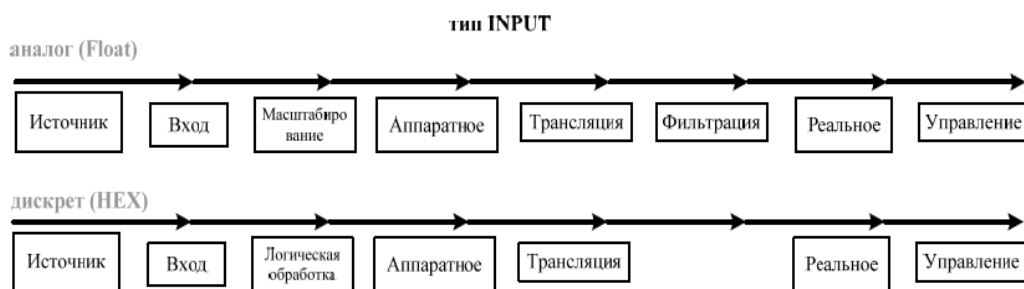 тип INPUT
аналог (Float)
Источник
Вход
Масштабиро
вание
Аппаратное
Трансляция
Фильтрация
Реальное
Управление
дискрет (HEX)
Источник
Вход
Логическая
обработка
Аппаратное
Трансляция
Реальное
Управление